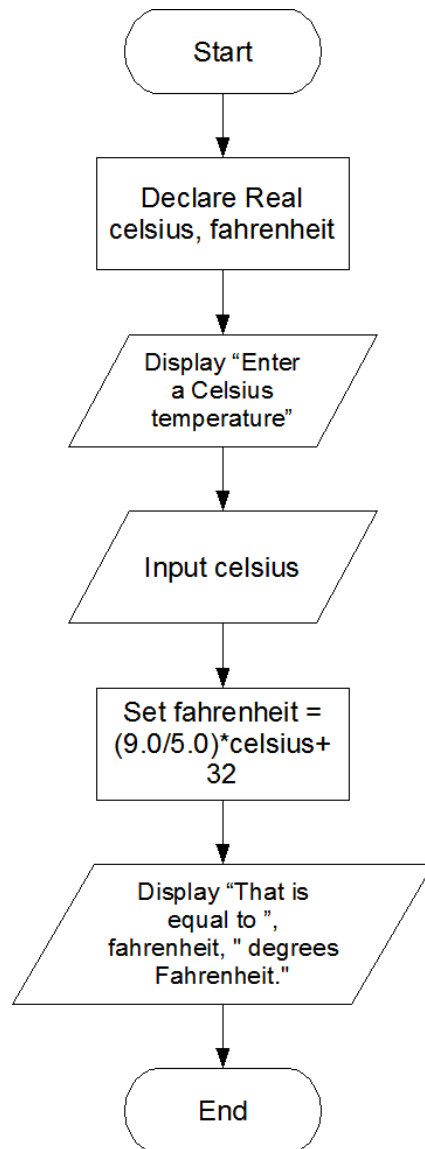 Start
Declare Real
celsius, fahrenheit
Display “Enter
a Celsius
temperature”
Input celsius
Set fahrenheit =
(9.0/5.0)*celsius+
32
Display “That is
equal to ”,
fahrenheit, " degrees
Fahrenheit."
End